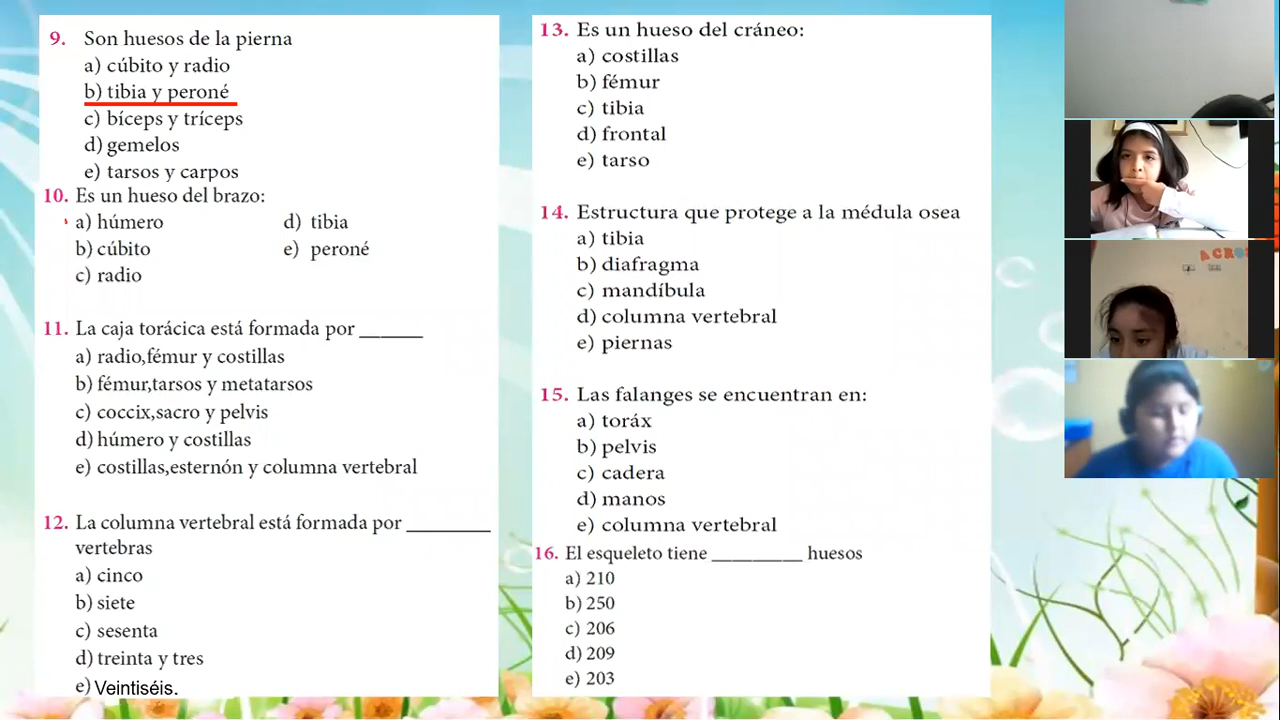 9. Son huesos de la pierna
a) cúbito y radio
b) tibia y peroné
c) bíceps y tríceps
d) gemelos
e) tarsos y carpos
10. Es un hueso del brazo:
a) húmero d) tibia
b) cúbito e) peroné
c) radio
11. La caja torácica está formada por ______
a) radio,fémur y costillas
b) fémur,tarsos y metatarsos
c) coccix,sacro y pelvis
d) húmero y costillas
e) costillas,esternón y columna vertebral
12. La columna vertebral está formada por ________
vertebras
a) cinco
b) siete
c) sesenta
d) treinta y tres
e) Veintiséis.
13. Es un hueso del cráneo:
a) costillas
b) fémur
c) tibia
d) frontal
e) tarso
14. Estructura que protege a la médula osea
a) tibia
b) diafragma
c) mandíbula
d) columna vertebral
e) piernas
15. Las falanges se encuentran en:
a) toráx
b) pelvis
c) cadera
d) manos
e) columna vertebral
16. El esqueleto tiene _________ huesos
a) 210
b) 250
c) 206
d) 209
e) 203